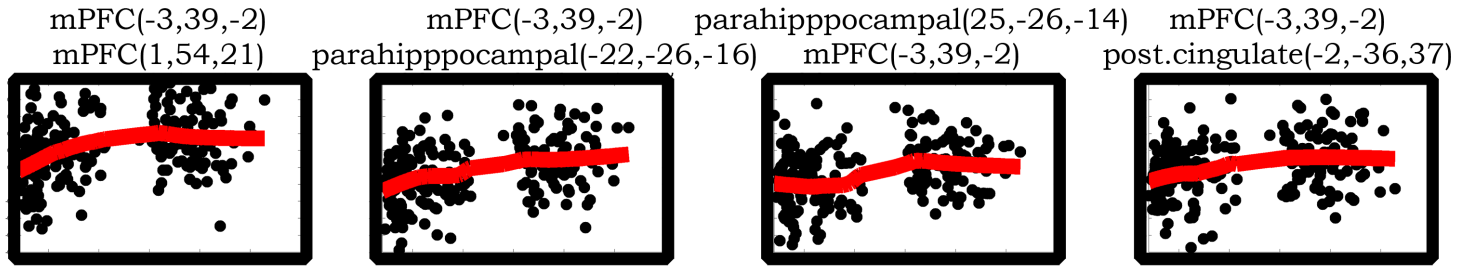 mPFC(-3,39,-2)
mPFC(1,54,21)
mPFC(-3,39,-2)
parahipppocampal(-22,-26,-16)
parahipppocampal(25,-26,-14)
mPFC(-3,39,-2)
mPFC(-3,39,-2)
post.cingulate(-2,-36,37)